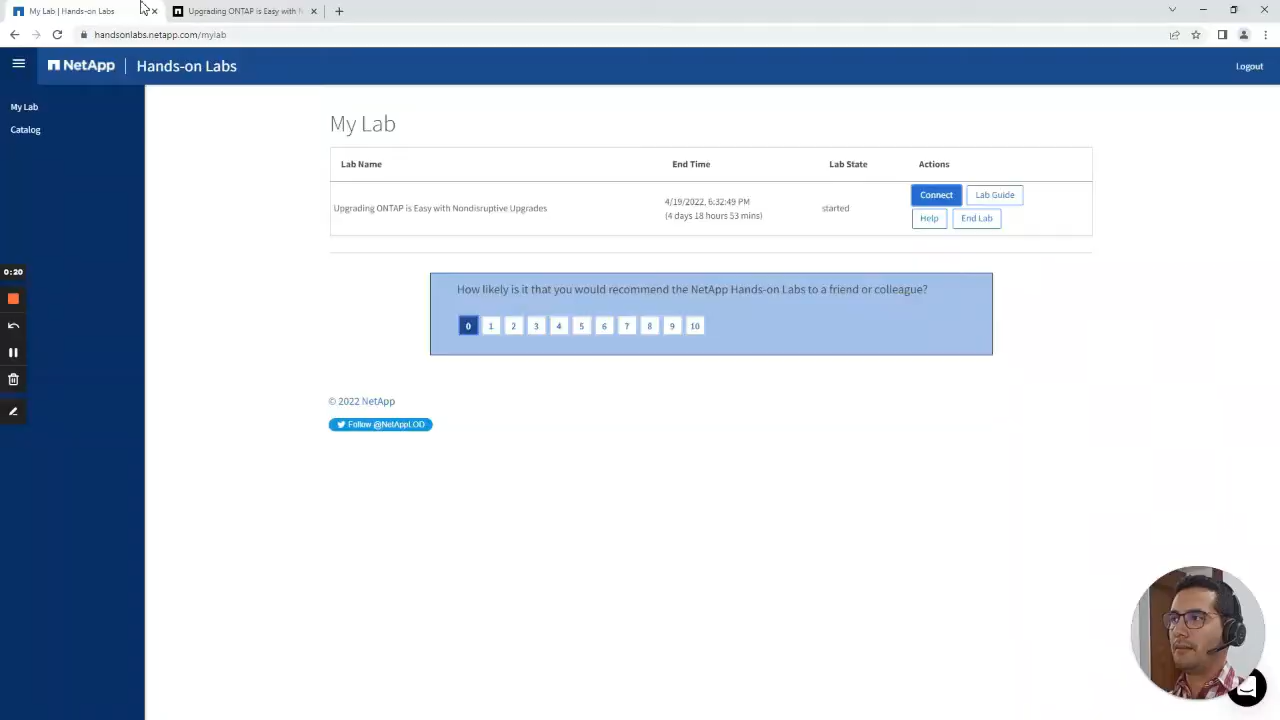 My Lab | Hands-on Labs
Upgrading ONTAP is Easy with N
handsonlabs.netapp.com/mylab
NetApp | Hands-on Labs
Logout
My Lab
Catalog
My Lab
Lab Name End Time Lab State Actions
Upgrading ONTAP is Easy with Nondisruptive Upgrades
4/19/2022, 6:32:49 PM
(4 days 18 hours 53 mins)
started
Connect Lab Guide
Help End Lab
0:20
How likely is it that you would recommend the NetApp Hands-on Labs to a friend or colleague?
0 1 2 3 4 5 6 7 8 9 10
© 2022 NetApp
Follow @NetAppLOD